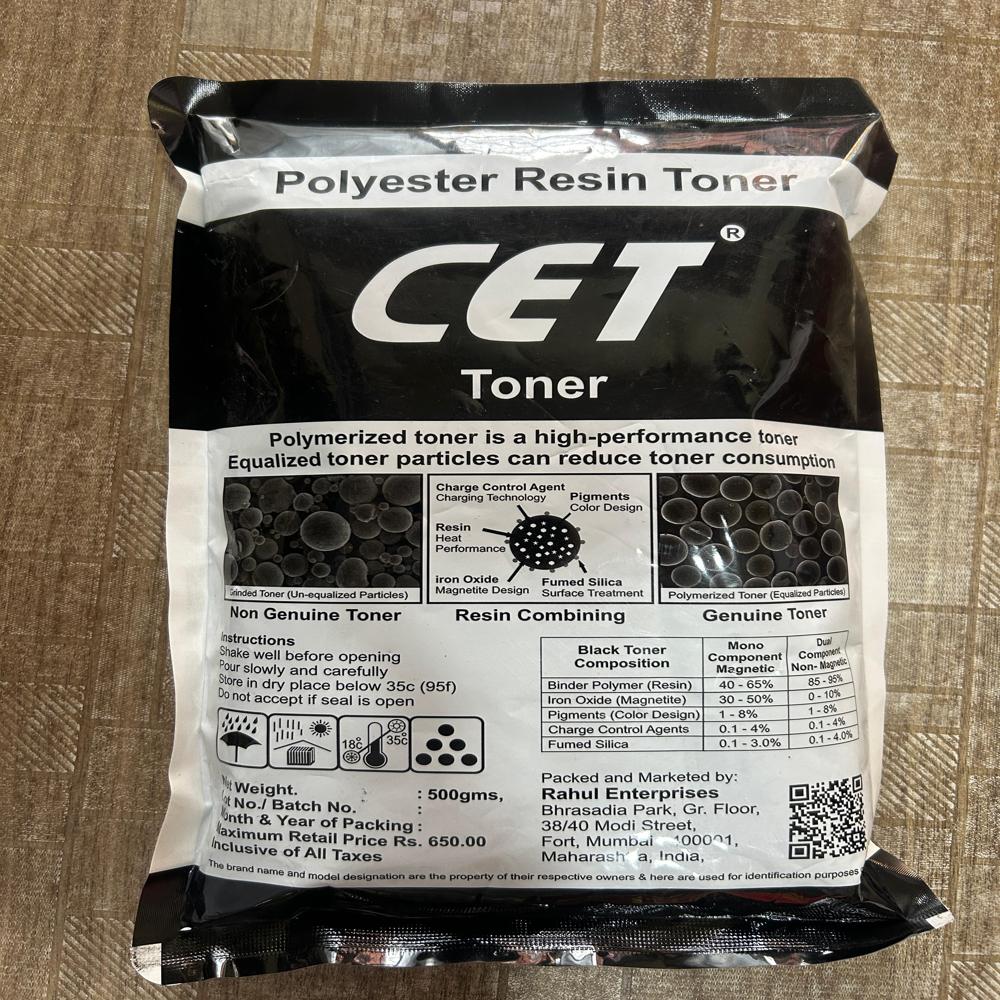 Polyester Resin Toner
CET®
Toner
Polymerized toner is a high-performance toner
Equalized toner particles can reduce toner consumption
Grinded Toner (Un-equalized Particles)
Non Genuine Toner
Charge Control Agent
Charging Technology
Pigments
Color Design
Resin
Heat
Performance
iron Oxide
Magnetite Design
Fumed Silica
Surface Treatment
Resin Combining
Polymerized Toner (Equalized Particles)
Genuine Toner
Instructions
Shake well before opening
Pour slowly and carefully
Store in dry place below 35c (95f)
Do not accept if seal is open
18c 35c
Black Toner Composition Mono Component Magnetic Dual Component Non- Magnetic
Binder Polymer (Resin) 40 - 65% 85 - 95%
Iron Oxide (Magnetite) 30 - 50% 0 - 10%
Pigments (Color Design) 1 - 8% 1 - 8%
Charge Control Agents 0.1 - 4% 0.1 - 4%
Fumed Silica 0.1 - 3.0% 0.1 - 4.0%
Net Weight. : 500gms,
Lot No./ Batch No. :
Month & Year of Packing :
Maximum Retail Price Rs. 650.00
Inclusive of All Taxes
Packed and Marketed by:
Rahul Enterprises
Bhrasadia Park, Gr. Floor,
38/40 Modi Street,
Fort, Mumbai
India,
The brand name and model designation are the property of their respective owners & here are used for identification purposes